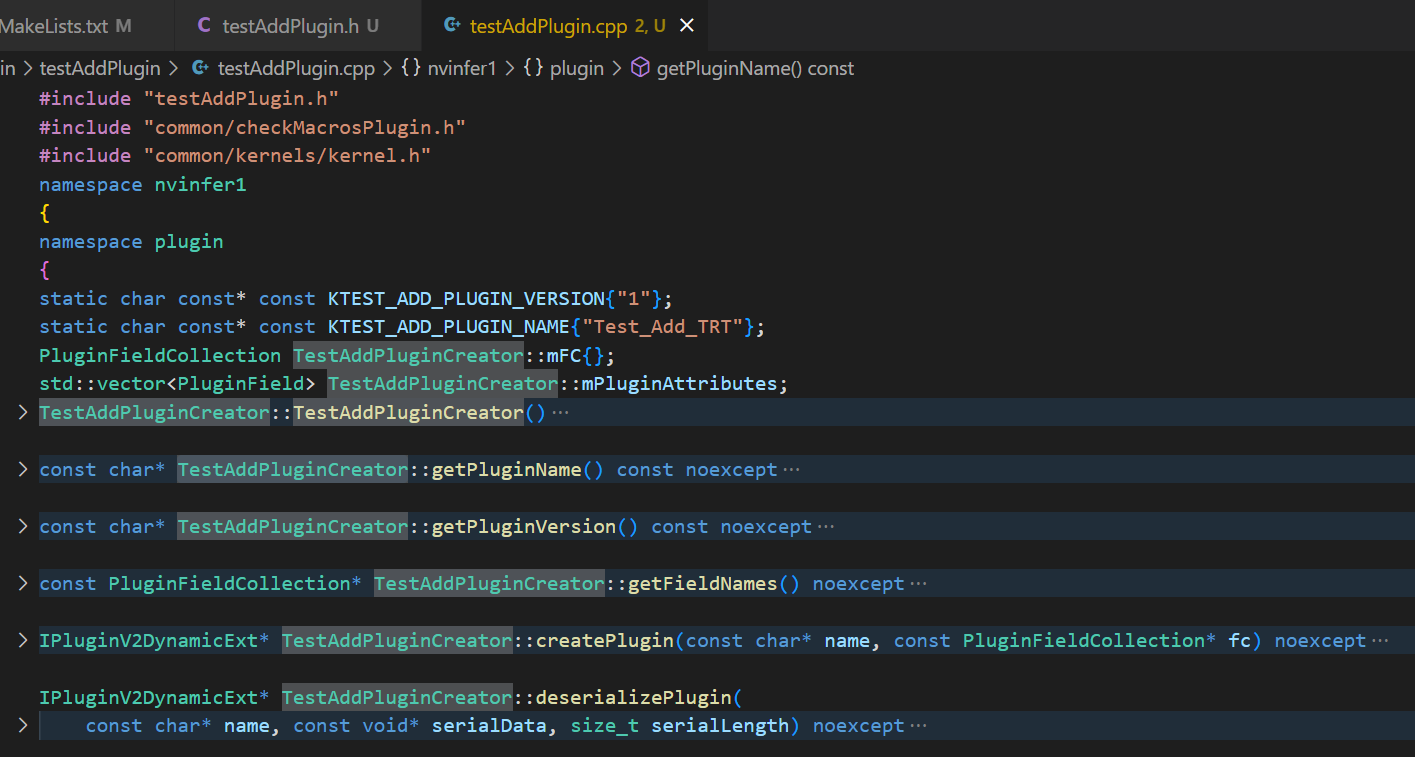 MakeLists.txt M testAddPlugin.h U testAddPlugin.cpp 2, U
in > testAddPlugin > testAddPlugin.cpp > {} nvinfer1 > {} plugin > getPluginName() const
#include "testAddPlugin.h"
#include "common/checkMacrosPlugin.h"
#include "common/kernels/kernel.h"
namespace nvinfer1
{
namespace plugin
{
static char const* const KTEST_ADD_PLUGIN_VERSION{"1"};
static char const* const KTEST_ADD_PLUGIN_NAME{"Test_Add_TRT"};
PluginFieldCollection TestAddPluginCreator::mFC{};
std::vector<PluginField> TestAddPluginCreator::mPluginAttributes;
TestAddPluginCreator::TestAddPluginCreator()···
const char* TestAddPluginCreator::getPluginName() const noexcept···
const char* TestAddPluginCreator::getPluginVersion() const noexcept···
const PluginFieldCollection* TestAddPluginCreator::getFieldNames() noexcept···
IPluginV2DynamicExt* TestAddPluginCreator::createPlugin(const char* name, const PluginFieldCollection* fc) noexcept···
IPluginV2DynamicExt* TestAddPluginCreator::deserializePlugin(
const char* name, const void* serialData, size_t serialLength) noexcept···